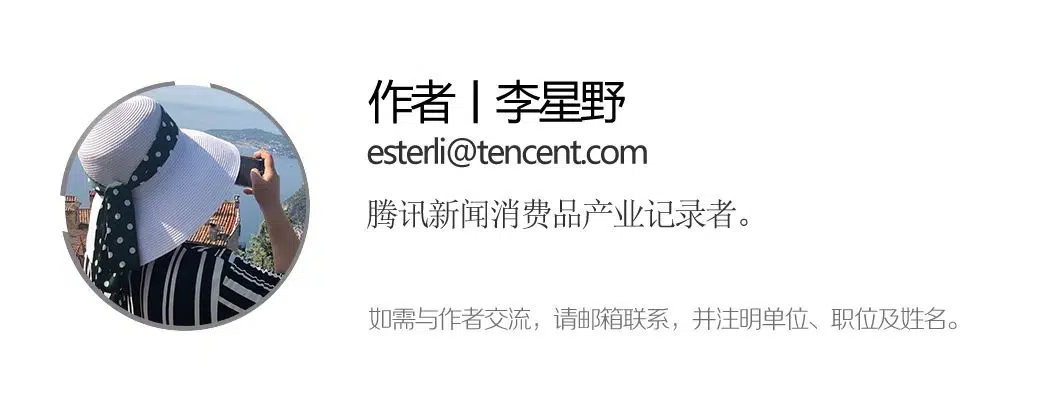 作者丨李星野
esterli@tencent.com
腾讯新闻消费品产业记录者。
如需与作者交流，请邮箱联系，并注明单位、职位及姓名。